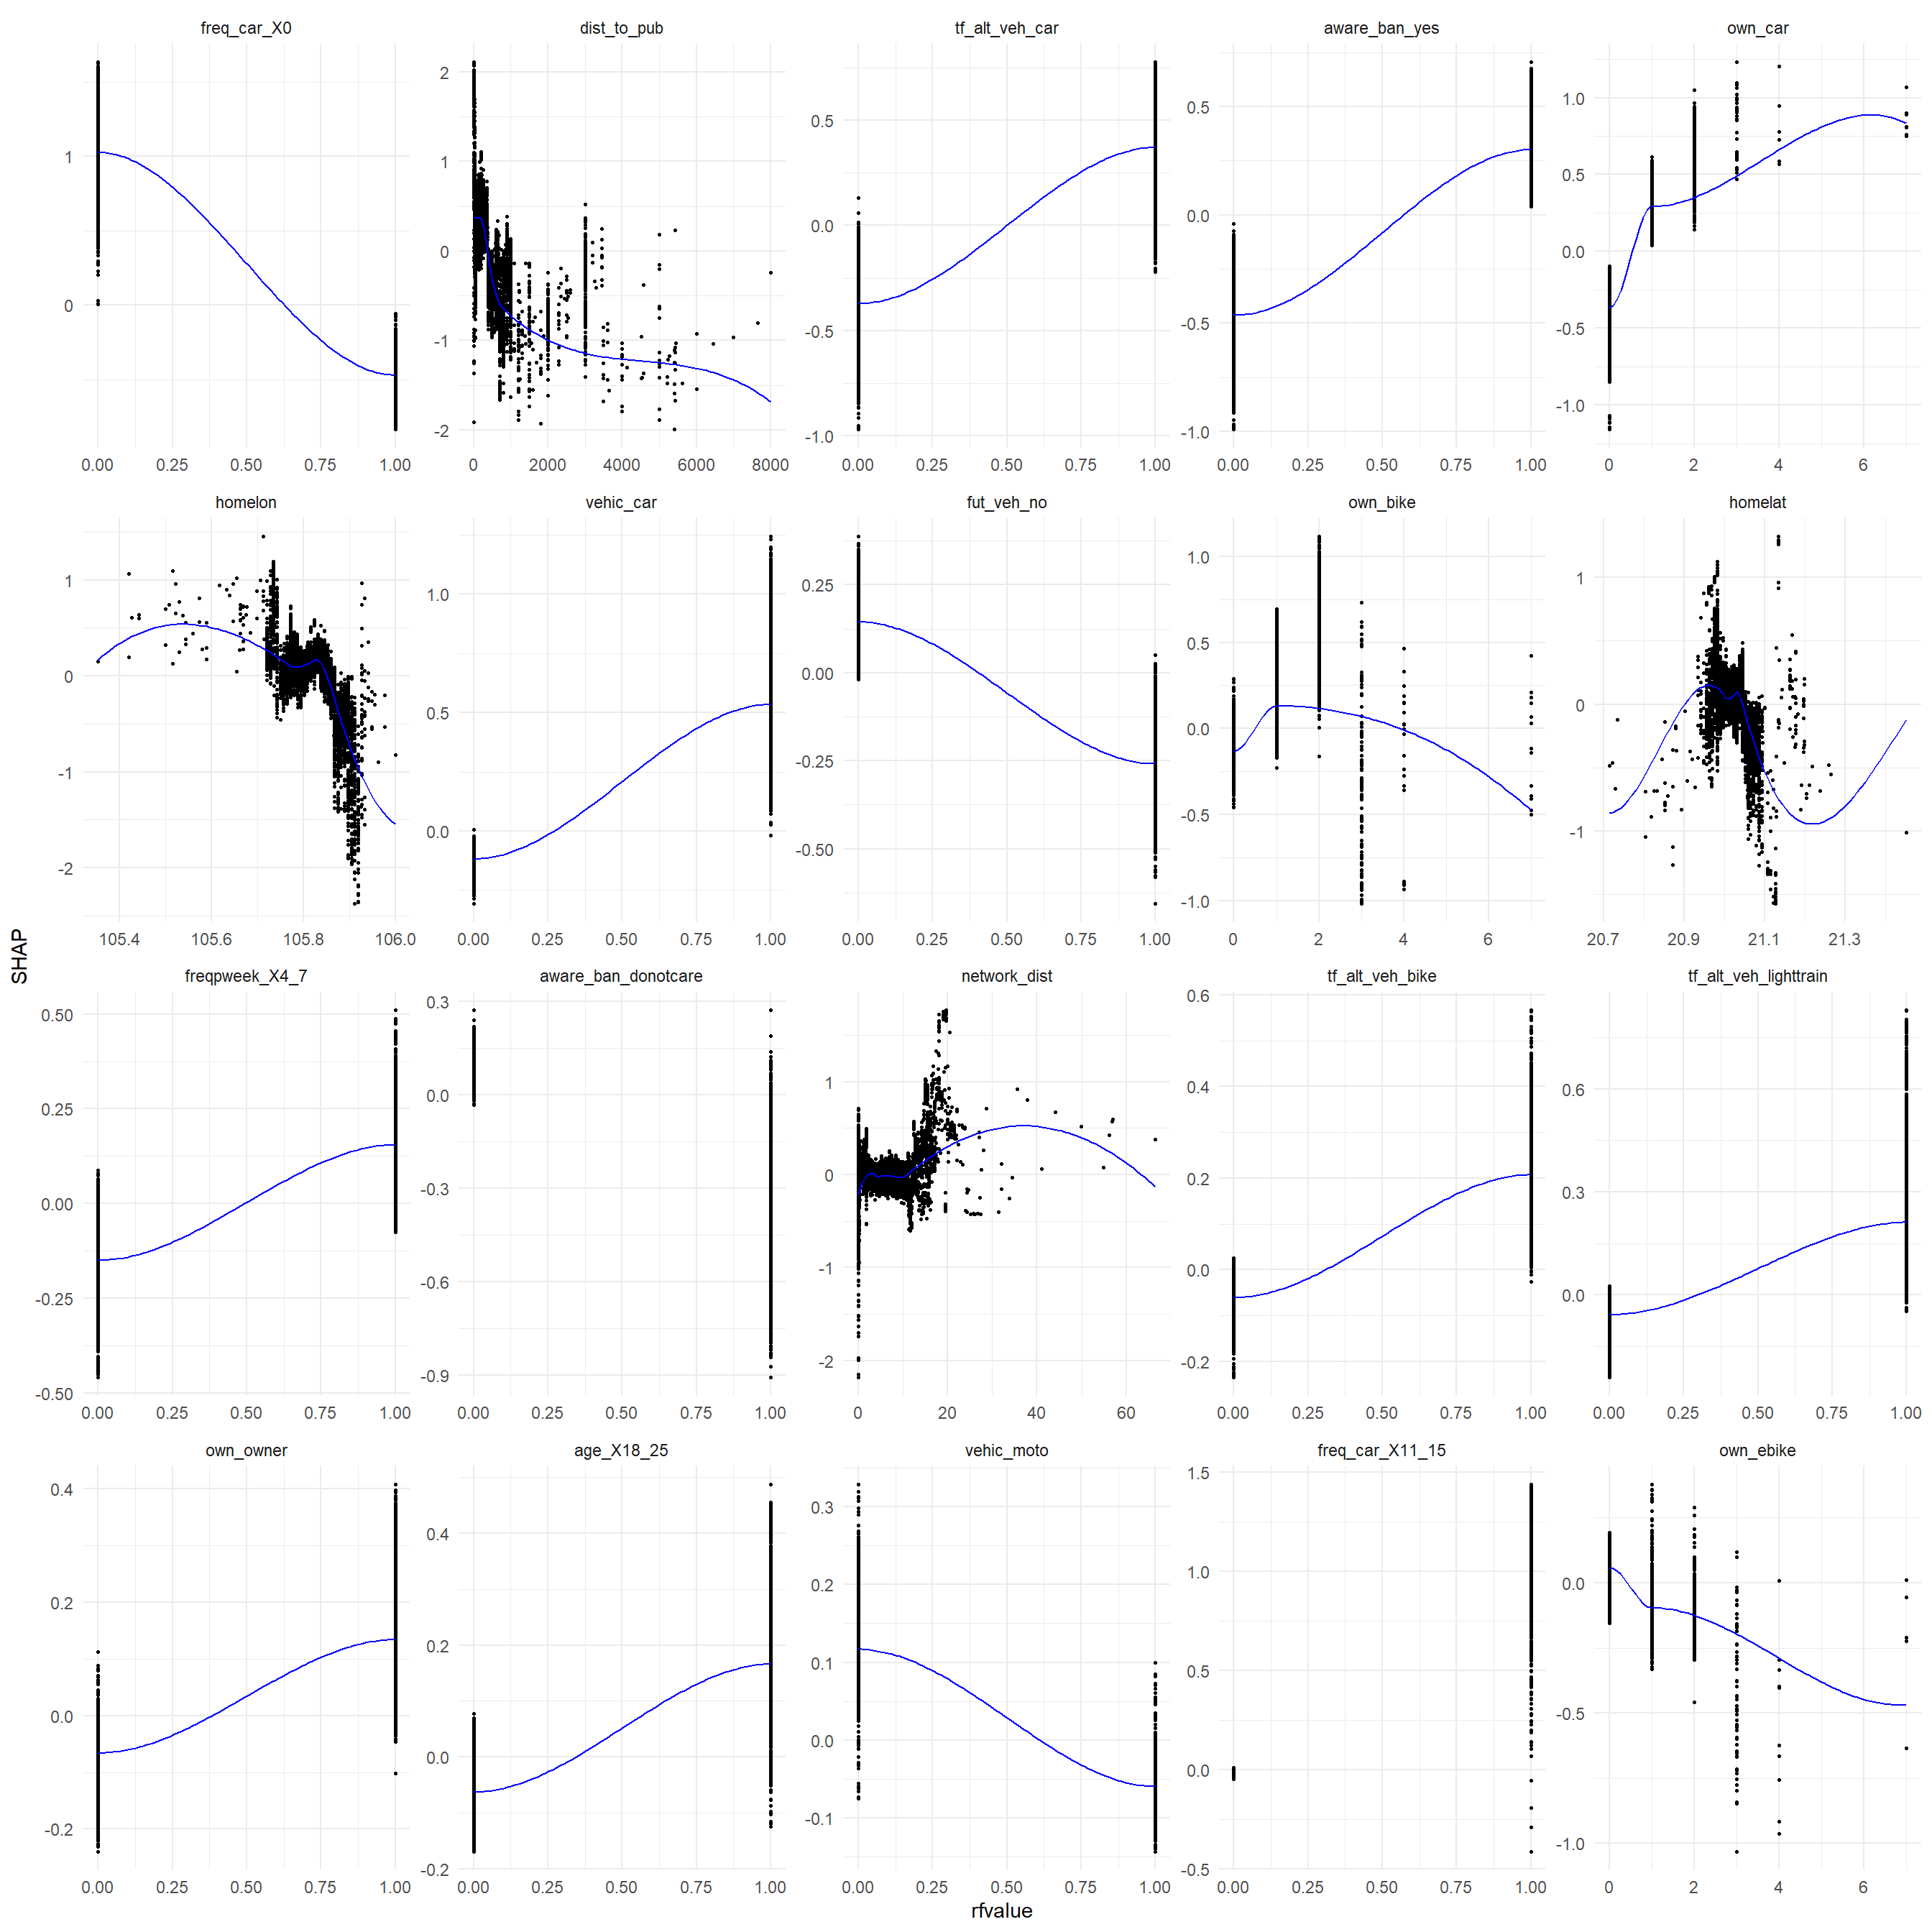 freq_car_X0 dist_to_pub tf_alt_veh_car aware_ban_yes own_car
1 0
2 1 0 -1 -2
0.5 0.0 -0.5 -1.0
0.5 0.0 -0.5 -1.0
1.0 0.5 0.0 -0.5 -1.0
0.00 0.25 0.50 0.75 1.00 0 2000 4000 6000 8000 0.00 0.25 0.50 0.75 1.00 0.00 0.25 0.50 0.75 1.00 0 2 4 6
homelon vehic_car fut_veh_no own_bike homelat
1 0 -1 -2
1.0 0.5 0.0
0.25 0.00 -0.25 -0.50
1.0 0.5 0.0 -0.5 -1.0
1 0 -1
105.4 105.6 105.8 106.0 0.00 0.25 0.50 0.75 1.00 0.00 0.25 0.50 0.75 1.00 0 2 4 6 20.7 20.9 21.1 21.3
SHAP
freqpweek_X4_7 aware_ban_donotcare network_dist tf_alt_veh_bike tf_alt_veh_lighttrain
0.50 0.25 0.00 -0.25 -0.50
0.3 0.0 -0.3 -0.6 -0.9
1 0 -1 -2
0.6 0.4 0.2 0.0 -0.2
0.6 0.3 0.0
0.00 0.25 0.50 0.75 1.00 0.00 0.25 0.50 0.75 1.00 0 20 40 60 0.00 0.25 0.50 0.75 1.00 0.00 0.25 0.50 0.75 1.00
own_owner age_X18_25 vehic_moto freq_car_X11_15 own_ebike
0.4 0.2 0.0 -0.2
0.4 0.2 0.0 -0.2
0.3 0.2 0.1 0.0 -0.1
1.5 1.0 0.5 0.0 -0.5
0.0 -0.5 -1.0
0.00 0.25 0.50 0.75 1.00 0.00 0.25 0.50 0.75 1.00 0.00 0.25 0.50 0.75 1.00 0.00 0.25 0.50 0.75 1.00 0 2 4 6
rfvalue